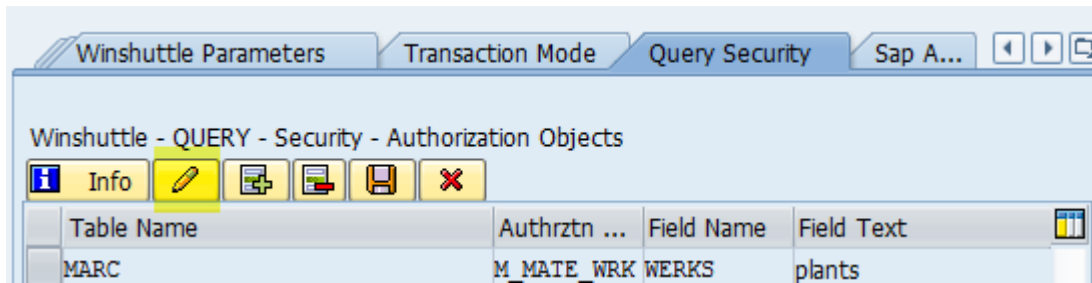 Winshuttle Parameters Transaction Mode Query Security Sap A...
Winshuttle - QUERY - Security - Authorization Objects
Info
Table Name Authrztn ... Field Name Field Text
MARC M_MATE_WRK WERKS plants